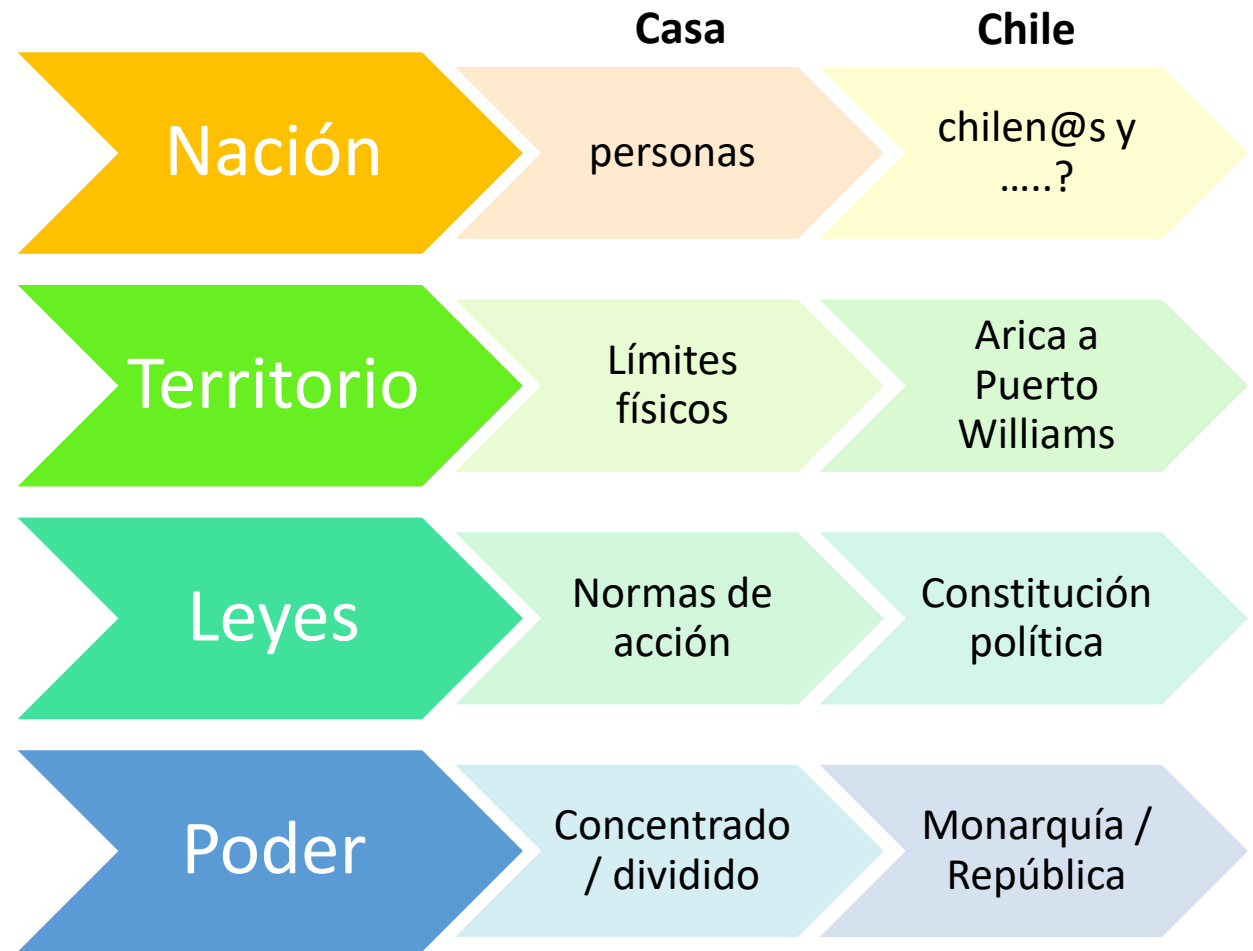 Casa
Chile
Nación
personas
chilen@s y
…..?
Territorio
Límites
físicos
Arica a
Puerto
Williams
Leyes
Normas de
acción
Constitución
política
Poder
Concentrado
/ dividido
Monarquía /
República